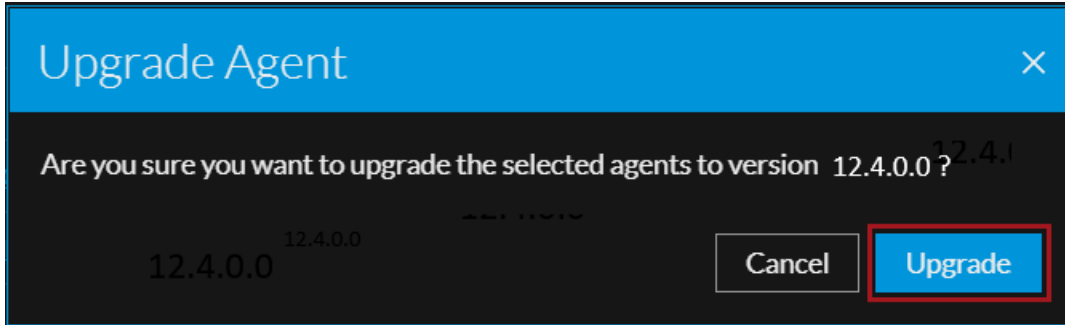 Upgrade Agent ×
Are you sure you want to upgrade the selected agents to version 12.4.0.0 ?
12.4.0.0
12.4.0.0
Cancel Upgrade